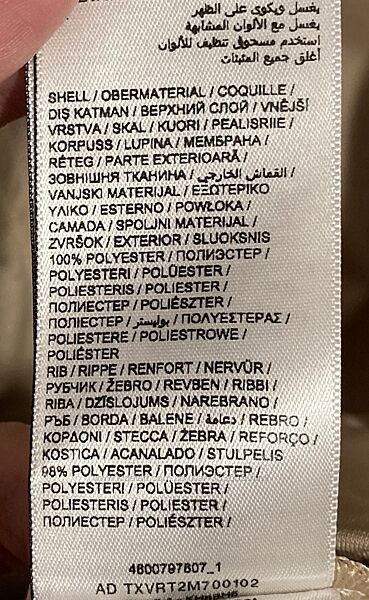 يغسل ويكوى على الظهر
يغسل مع الألوان المشابهة
استخدم مسحوق تنظيف للألوان
أغلق جميع المثبتات
SHELL / OBERMATERIAL / COQUILLE /
DIŞ KATMAN / ВЕРХНИЙ СЛОЙ / VNĚJŠÍ
VRSTVA / SKAL / KUORI / PEALISRIIE /
KORPUSS / LUPINA / МЕМБРАНА /
RÉTEG / PARTE EXTERIOARĂ /
ЗОВНІШНЯ ТКАНИНА / القماش الخارجي /
VANJSKI MATERIJAL / ΕΞΩΤΕΡΙΚΟ
ΥΛΙΚΟ / ESTERNO / POWŁOKA /
CAMADA / SPOLJNI MATERIJAL /
ZVRŠOK / EXTERIOR / SLUOKSNIS
100% POLYESTER / ПОЛИЭСТЕР /
POLYESTERI / POLÜESTER /
POLIESTERIS / POLIESTER /
ПОЛИЕСТЕР / POLIÉSZTER /
ПОЛІЕСТЕР / بوليستر / ΠΟΛΥΕΣΤΕΡΑΣ /
POLIESTERE / POLIESTROWE /
POLIÉSTER
RIB / RIPPE / RENFORT / NERVÜR /
РУБЧИК / ŽEBRO / REVBEN / RIBBI /
RIBA / DZĪSLOJUMS / NAREBRANO /
РЪБ / BORDA / BALENE / دعامة / REBRO /
ΚΟΡΔΟΝΙ / STECCA / ŻEBRA / REFORÇO /
KOSTICA / ACANALADO / STULPELIS
98% POLYESTER / ПОЛИЭСТЕР /
POLYESTERI / POLÜESTER /
POLIESTERIS / POLIESTER /
ПОЛИЕСТЕР / POLIÉSZTER /
4600797807_1
AD TXVRT2M700102